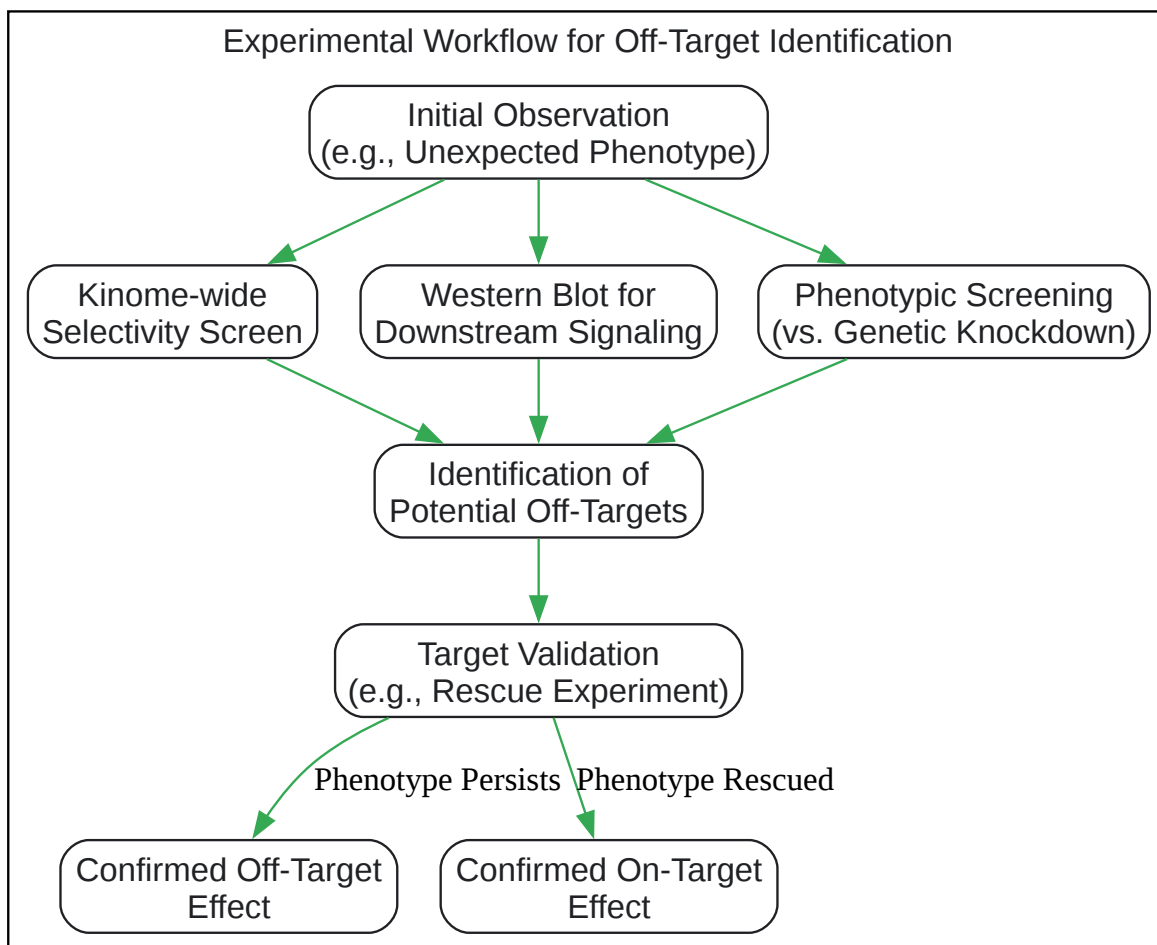 Experimental Workflow for Off-Target Identification
Initial Observation
(e.g., Unexpected Phenotype)
Kinome-wide
Selectivity Screen
Western Blot for
Downstream Signaling
Phenotypic Screening
(vs. Genetic Knockdown)
Identification of
Potential Off-Targets
Target Validation
(e.g., Rescue Experiment)
Phenotype Persists
Phenotype Rescued
Confirmed Off-Target
Effect
Confirmed On-Target
Effect